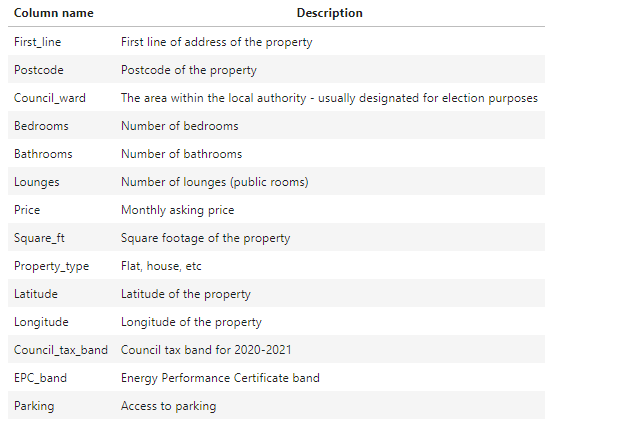 Column name Description
First_line First line of address of the property
Postcode Postcode of the property
Council_ward The area within the local authority - usually designated for election purposes
Bedrooms Number of bedrooms
Bathrooms Number of bathrooms
Lounges Number of lounges (public rooms)
Price Monthly asking price
Square_ft Square footage of the property
Property_type Flat, house, etc
Latitude Latitude of the property
Longitude Longitude of the property
Council_tax_band Council tax band for 2020-2021
EPC_band Energy Performance Certificate band
Parking Access to parking